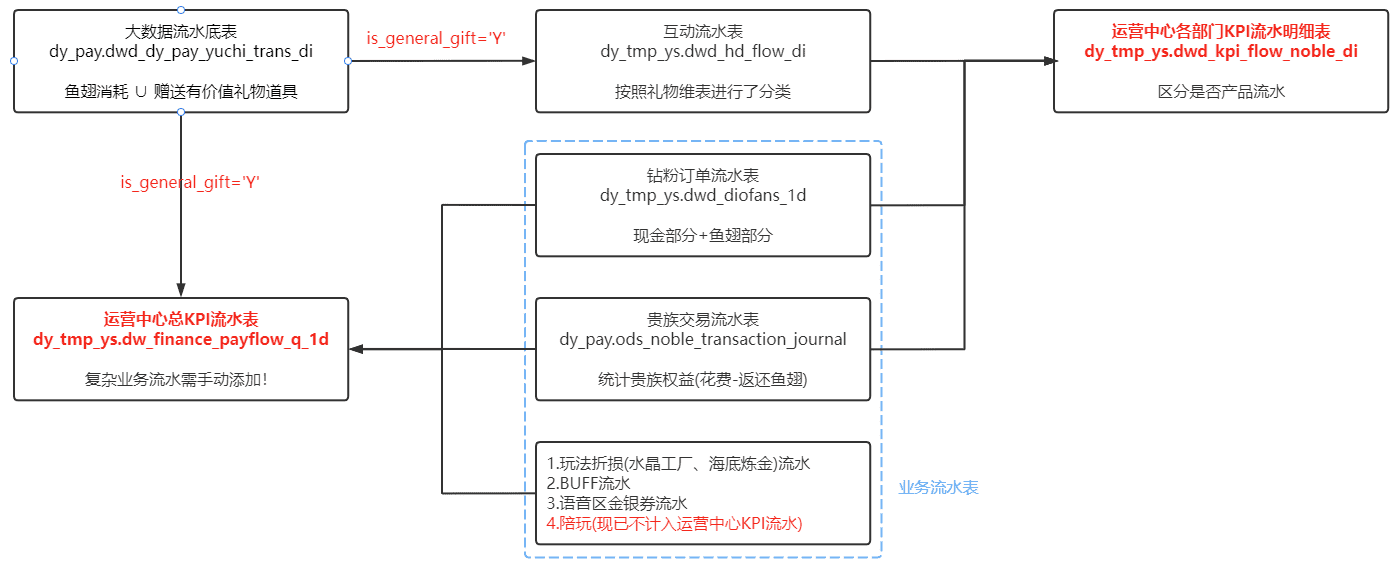 大数据流水底表
dy_pay.dwd_dy_pay_yuchi_trans_di
鱼翅消耗 ∪ 赠送有价值礼物道具
is_general_gift='Y'
互动流水表
dy_tmp_ys.dwd_hd_flow_di
按照礼物维表进行了分类
运营中心各部门KPI流水明细表
dy_tmp_ys.dwd_kpi_flow_noble_di
区分是否产品流水
is_general_gift='Y'
钻粉订单流水表
dy_tmp_ys.dwd_diofans_1d
现金部分+鱼翅部分
运营中心总KPI流水表
dy_tmp_ys.dw_finance_payflow_q_1d
复杂业务流水需手动添加!
贵族交易流水表
dy_pay.ods_noble_transaction_journal
统计贵族权益(花费-返还鱼翅)
1.玩法折损(水晶工厂、海底炼金)流水
2.BUFF流水
3.语音区金银券流水
4.陪玩(现已不计入运营中心KPI流水)
业务流水表